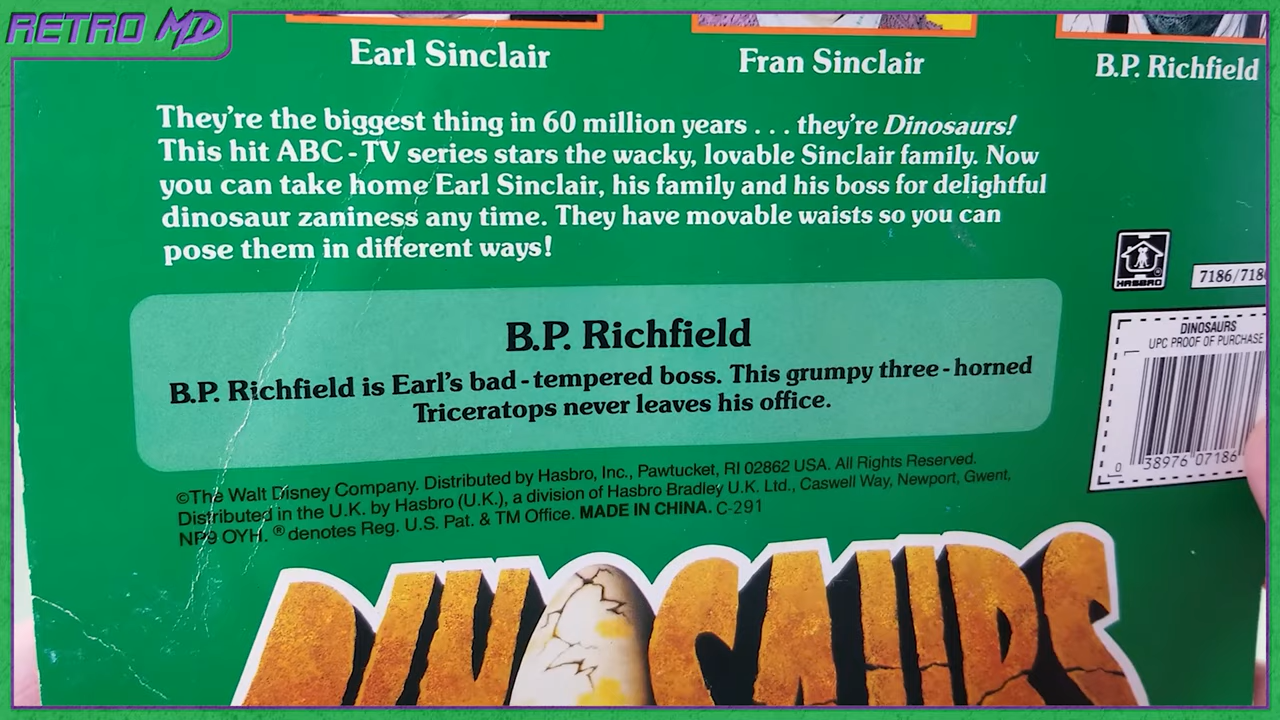 RETRO MD
Earl Sinclair
Fran Sinclair
B.P. Richfield
They're the biggest thing in 60 million years . . . they're Dinosaurs!
This hit ABC-TV series stars the wacky, lovable Sinclair family. Now
you can take home Earl Sinclair, his family and his boss for delightful
dinosaur zaniness any time. They have movable waists so you can
pose them in different ways!
HASBRO
®
7186/718
B.P. Richfield
B.P. Richfield is Earl's bad-tempered boss. This grumpy three-horned
Triceratops never leaves his office.
DINOSAURS
UPC PROOF OF PURCHASE
0 38976 07186
©The Walt Disney Company. Distributed by Hasbro, Inc., Pawtucket, RI 02862 USA. All Rights Reserved.
Distributed in the U.K. by Hasbro (U.K.), a division of Hasbro Bradley U.K. Ltd., Caswell Way, Newport, Gwent,
NP9 OYH. ® denotes Reg. U.S. Pat. & TM Office. MADE IN CHINA. C-291
DINOSAURS